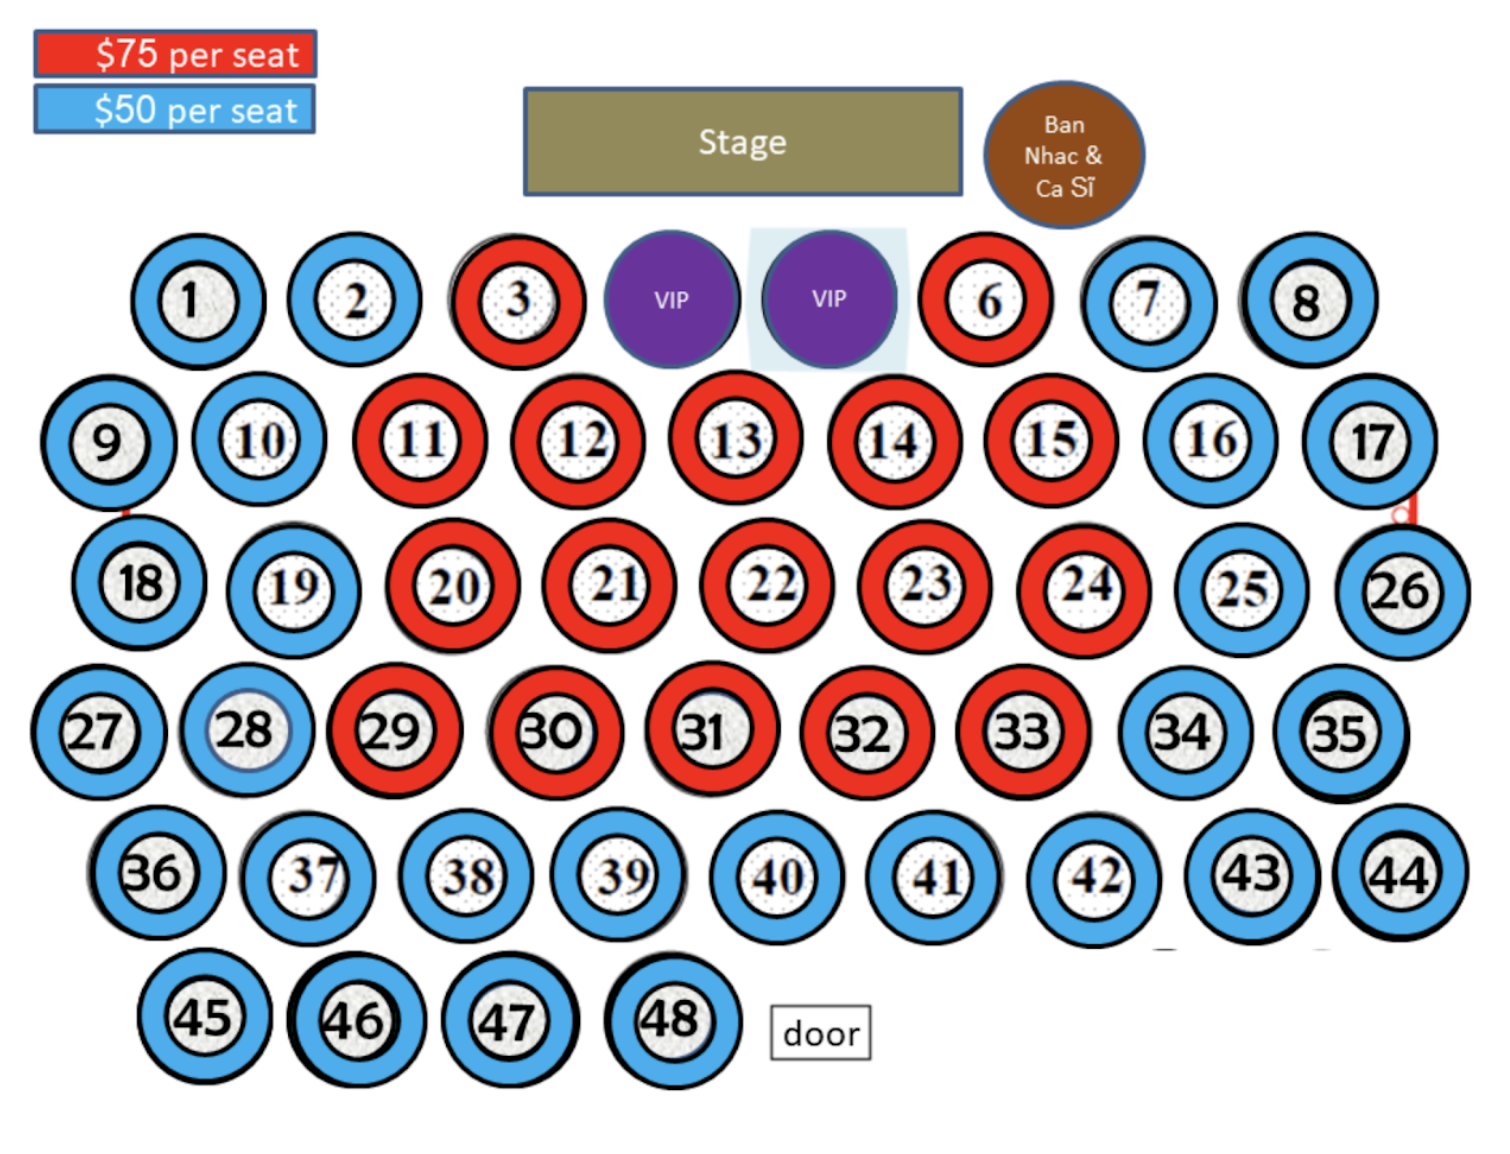 $75 per seat
$50 per seat
Stage
Ban
Nhac &
Ca Sĩ
1 2 3 VIP VIP 6 7 8
9 10 11 12 13 14 15 16 17
18 19 20 21 22 23 24 25 26
27 28 29 30 31 32 33 34 35
36 37 38 39 40 41 42 43 44
45 46 47 48 door